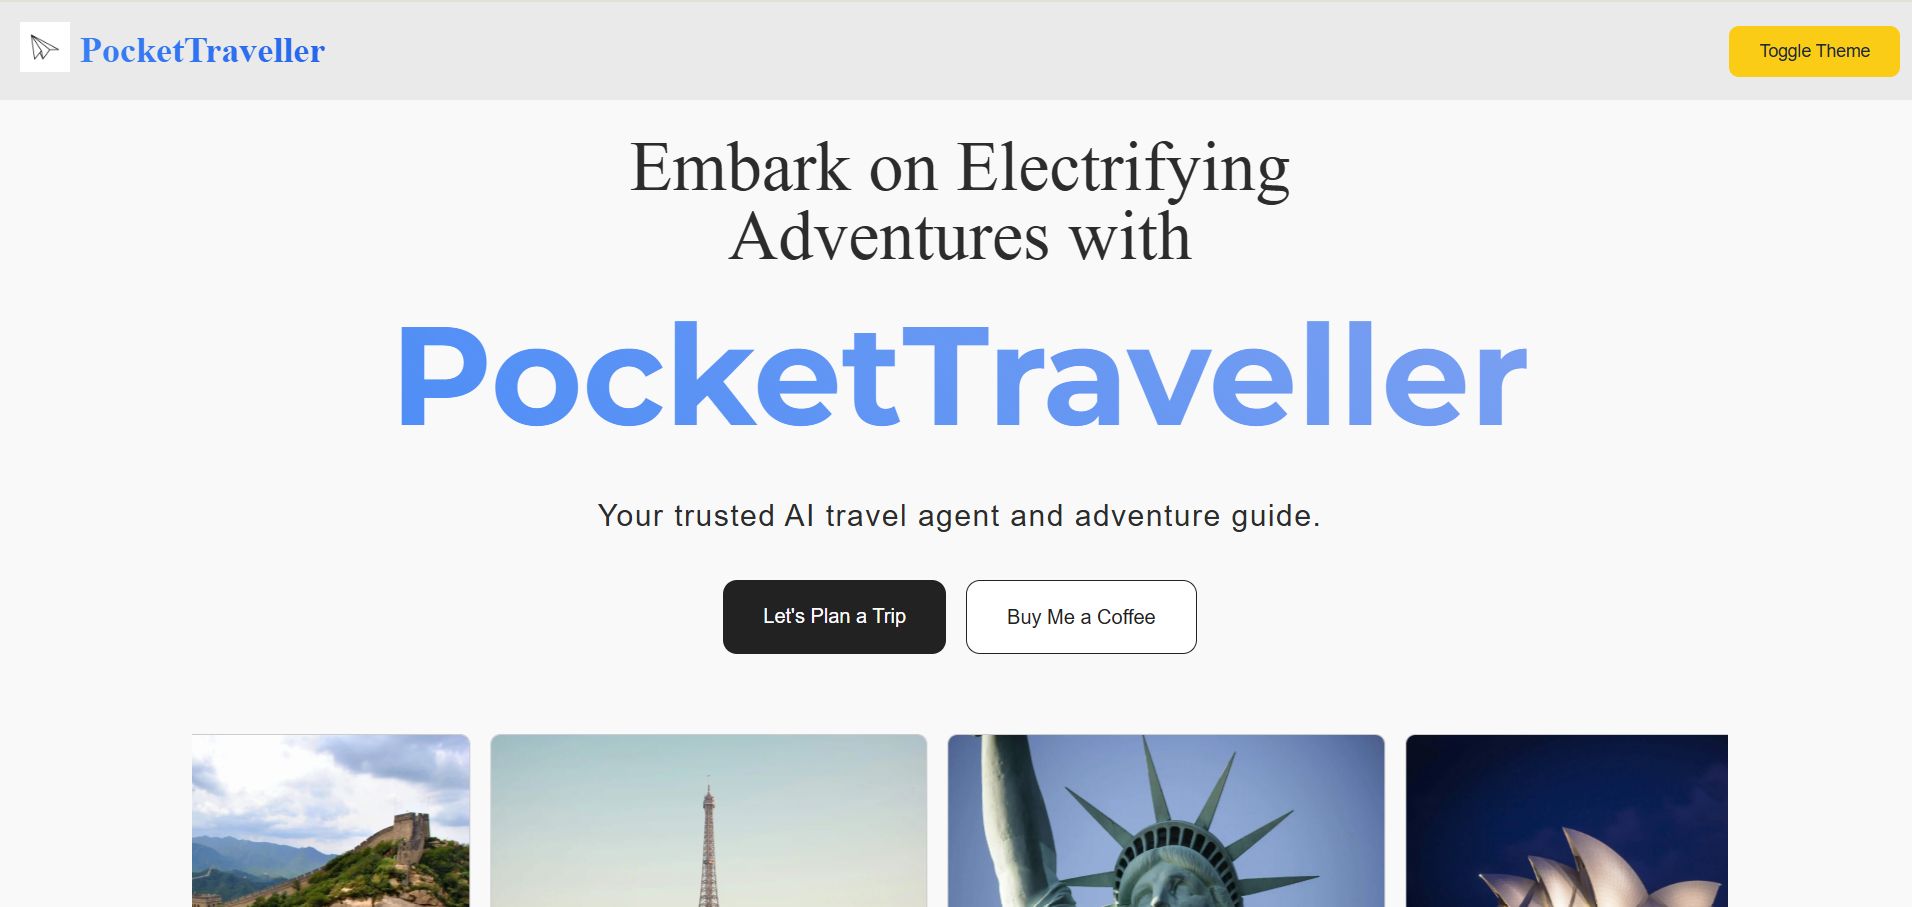 PocketTraveller
Toggle Theme
Embark on Electrifying
Adventures with
PocketTraveller
Your trusted AI travel agent and adventure guide.
Let's Plan a Trip
Buy Me a Coffee